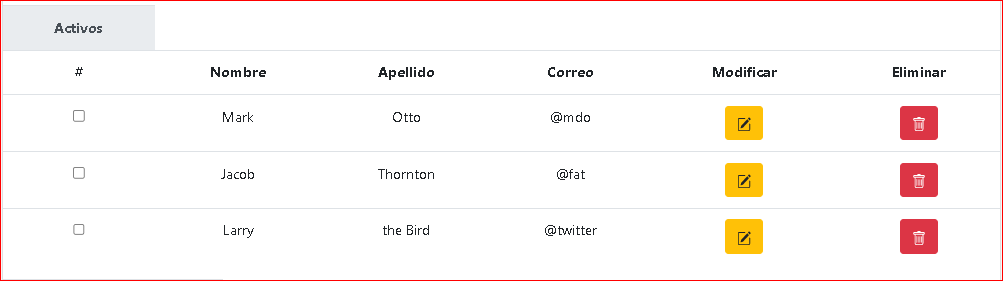 Activos
# Nombre Apellido Correo Modificar Eliminar
Mark Otto @mdo
Jacob Thornton @fat
Larry the Bird @twitter